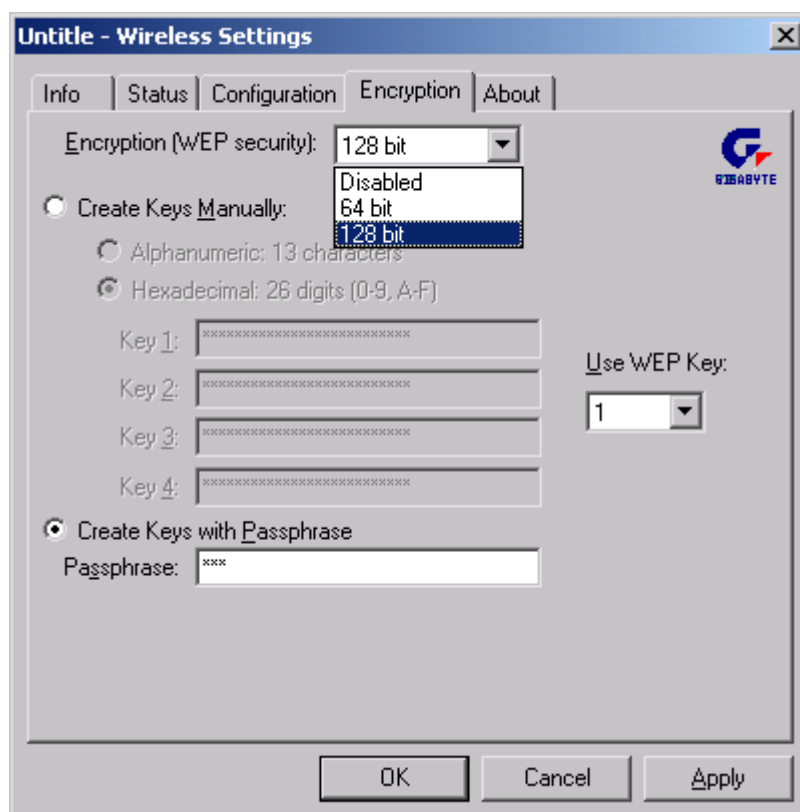 Untitle - Wireless Settings
Info Status Configuration Encryption About
Encryption (WEP security): 128 bit
GIGABYTE
Disabled
64 bit
128 bit
Create Keys Manually:
Alphanumeric: 13 characters
Hexadecimal: 26 digits (0-9, A-F)
Key 1: **************************
Key 2: **************************
Key 3: **************************
Key 4: **************************
Use WEP Key:
1
Create Keys with Passphrase
Passphrase: ***
OK Cancel Apply